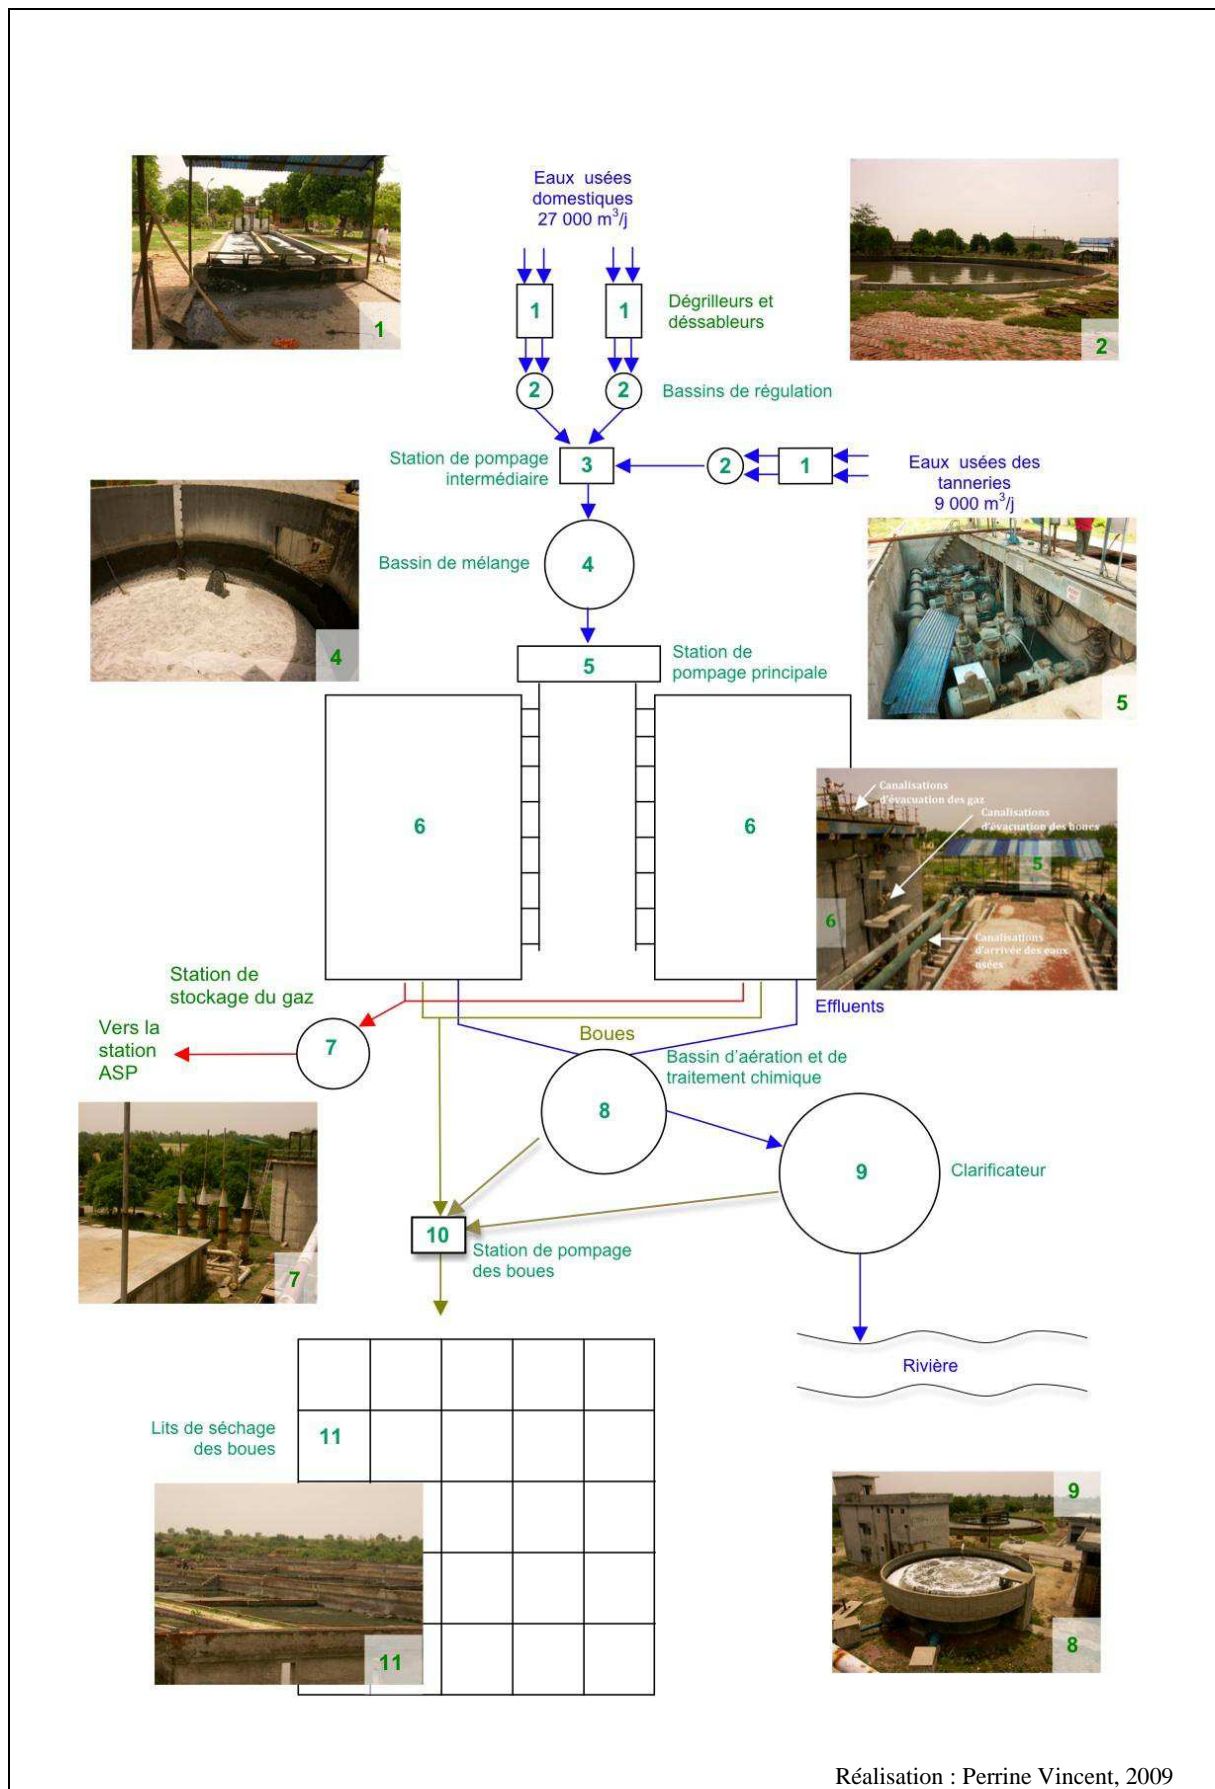 Eaux usées
domestiques
27 000 m³/j
1
2
1
1
Dégrilleurs et
déssableurs
2
2
Bassins de régulation
Station de pompage
intermédiaire
3
2
1
Eaux usées des
tanneries
9 000 m³/j
Bassin de mélange
4
4
5
Station de
pompage principale
5
6
6
Canalisations
d'évacuation des gaz
Canalisations
d'évacuation des boues
5
6
Canalisations
d'arrivée des eaux
usées
Station de
stockage du gaz
Effluents
Vers la
station
ASP
7
Boues
Bassin d'aération et de
traitement chimique
8
9
Clarificateur
7
10
Station de pompage
des boues
Rivière
Lits de séchage
des boues
11
11
9
8
Réalisation : Perrine Vincent, 2009